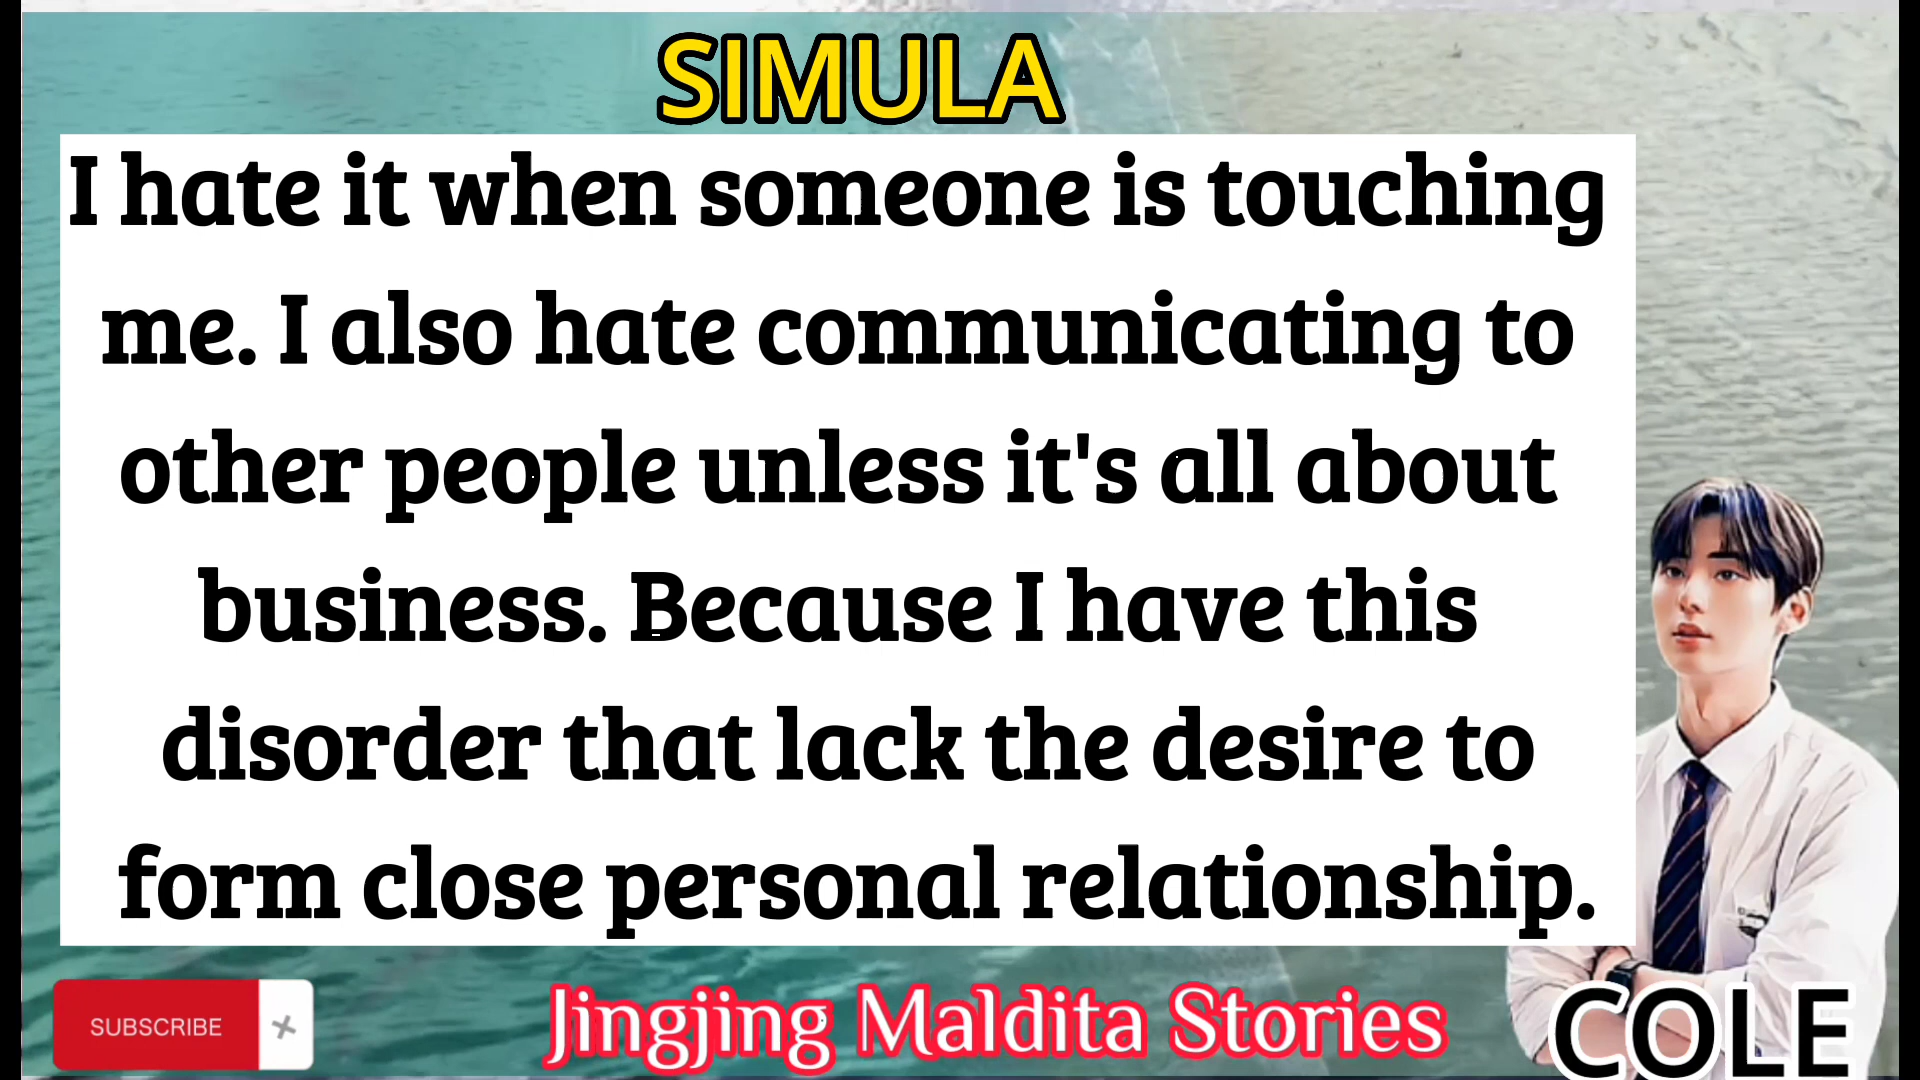 SIMULA
I hate it when someone is touching
me. I also hate communicating to
other people unless it's all about
business. Because I have this
disorder that lack the desire to
form close personal relationship.
SUBSCRIBE
Jingjing Maldita Stories
COLE